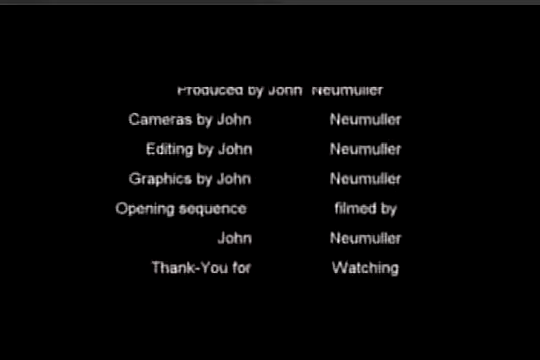 Produced by John Neumuller
Cameras by John Neumuller
Editing by John Neumuller
Graphics by John Neumuller
Opening sequence filmed by
John Neumuller
Thank-You for Watching